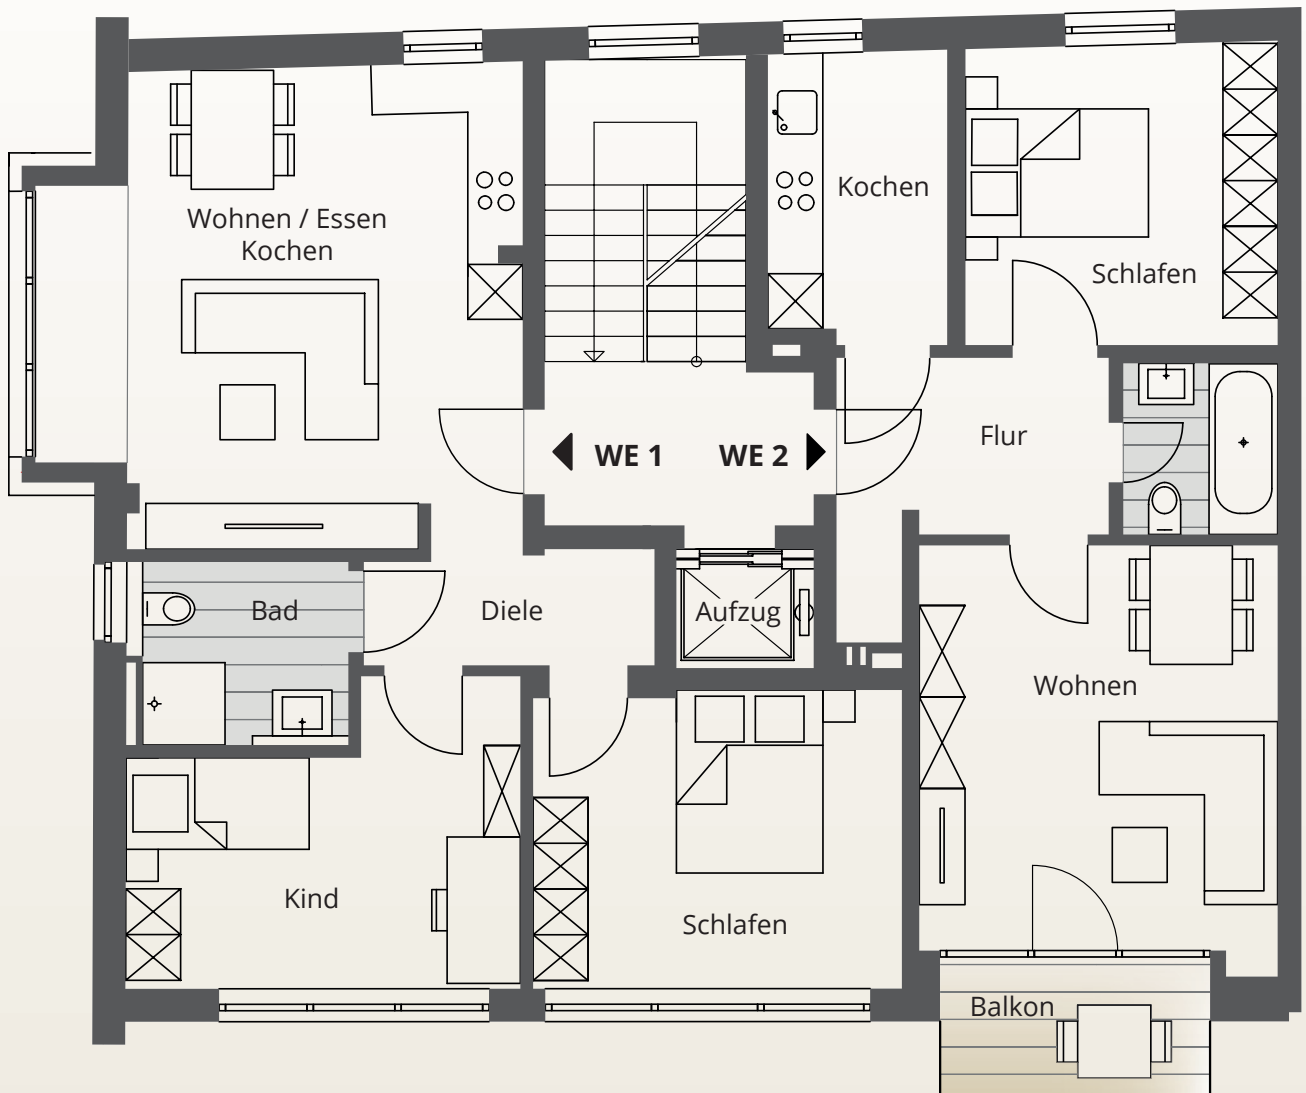 Kochen
Wohnen / Essen
Kochen
Schlafen
Flur
WE 1
WE 2
Bad
Diele
Aufzug
Wohnen
Kind
Schlafen
Balkon